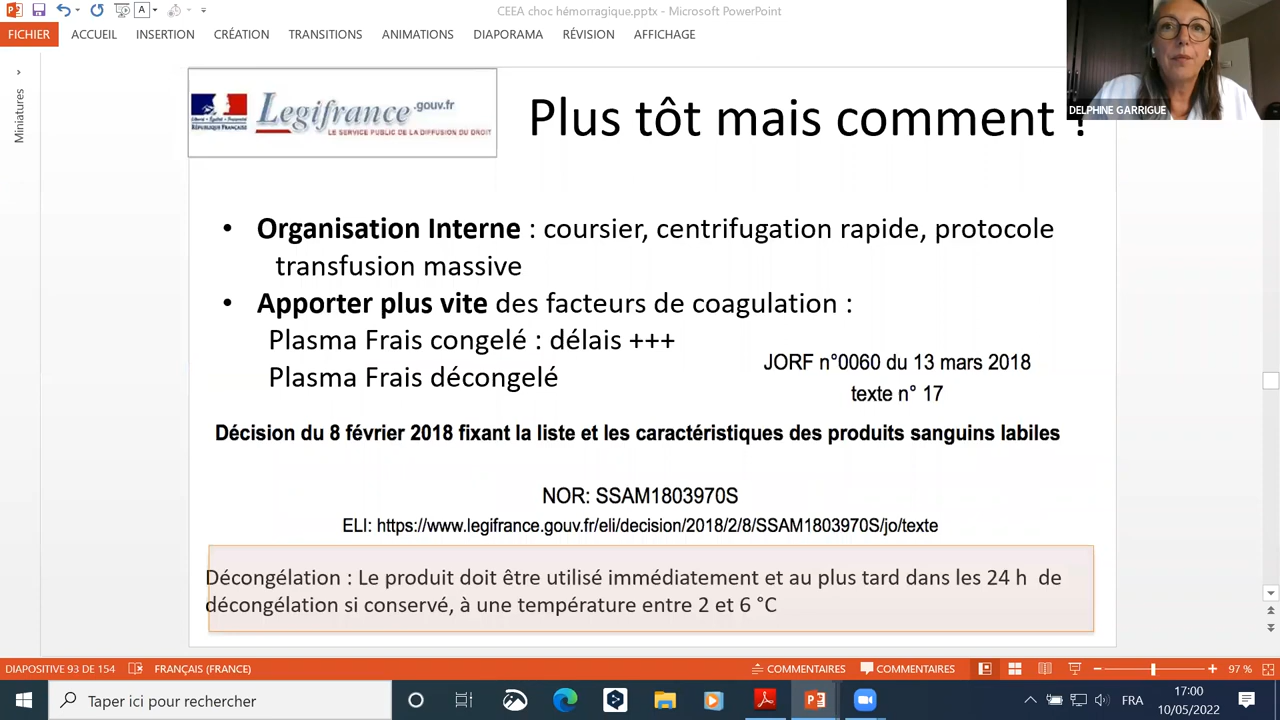 CEEA choc hémorragique.pptx - Microsoft PowerPoint
FICHIER ACCUEIL INSERTION CRÉATION TRANSITIONS ANIMATIONS DIAPORAMA RÉVISION AFFICHAGE
DELPHINE GARRIGUE
Miniatures
Liberté • Égalité • Fraternité
RÉPUBLIQUE FRANÇAISE
Legifrance.gouv.fr
LE SERVICE PUBLIC DE LA DIFFUSION DU DROIT
Plus tôt mais comment ?
• Organisation Interne : coursier, centrifugation rapide, protocole
transfusion massive
• Apporter plus vite des facteurs de coagulation :
Plasma Frais congelé : délais +++
Plasma Frais décongelé
JORF n°0060 du 13 mars 2018
texte n° 17
Décision du 8 février 2018 fixant la liste et les caractéristiques des produits sanguins labiles
NOR: SSAM1803970S
ELI: https://www.legifrance.gouv.fr/eli/decision/2018/2/8/SSAM1803970S/jo/texte
Décongélation : Le produit doit être utilisé immédiatement et au plus tard dans les 24 h de
décongélation si conservé, à une température entre 2 et 6 °C
DIAPOSITIVE 93 DE 154 FRANÇAIS (FRANCE) COMMENTAIRES COMMENTAIRES 97 %
Taper ici pour rechercher
FRA
17:00
10/05/2022